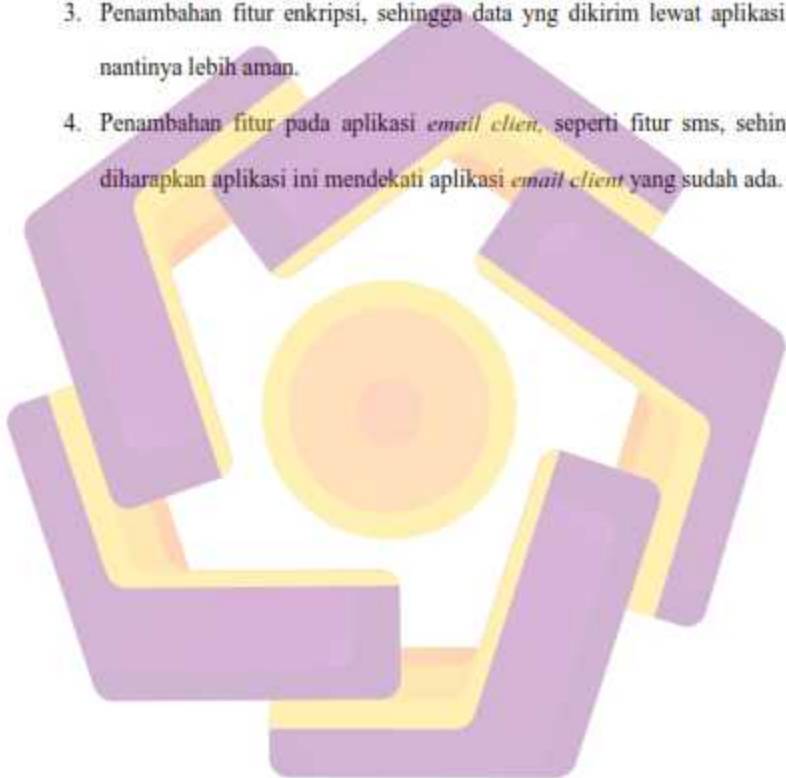 3. Penambahan fitur enkripsi, sehingga data yng dikirim lewat aplikasi
nantinya lebih aman.
4. Penambahan fitur pada aplikasi email clien, seperti fitur sms, sehin
diharapkan aplikasi ini mendekati aplikasi email client yang sudah ada.